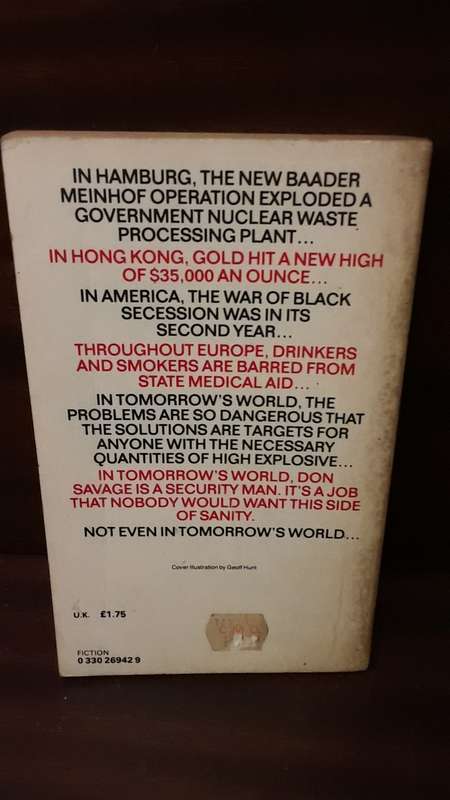 IN HAMBURG, THE NEW BAADER
MEINHOF OPERATION EXPLODED A
GOVERNMENT NUCLEAR WASTE
PROCESSING PLANT...
IN HONG KONG, GOLD HIT A NEW HIGH
OF $35,000 AN OUNCE...
IN AMERICA, THE WAR OF BLACK
SECESSION WAS IN ITS
SECOND YEAR...
THROUGHOUT EUROPE, DRINKERS
AND SMOKERS ARE BARRED FROM
STATE MEDICAL AID...
IN TOMORROW'S WORLD, THE
PROBLEMS ARE SO DANGEROUS THAT
THE SOLUTIONS ARE TARGETS FOR
ANYONE WITH THE NECESSARY
QUANTITIES OF HIGH EXPLOSIVE...
IN TOMORROW'S WORLD, DON
SAVAGE IS A SECURITY MAN. IT'S A JOB
THAT NOBODY WOULD WANT THIS SIDE
OF SANITY.
NOT EVEN IN TOMORROW'S WORLD...
Cover illustration by Geoff Hunt
U.K. £1.75
FICTION
0 330 26942 9